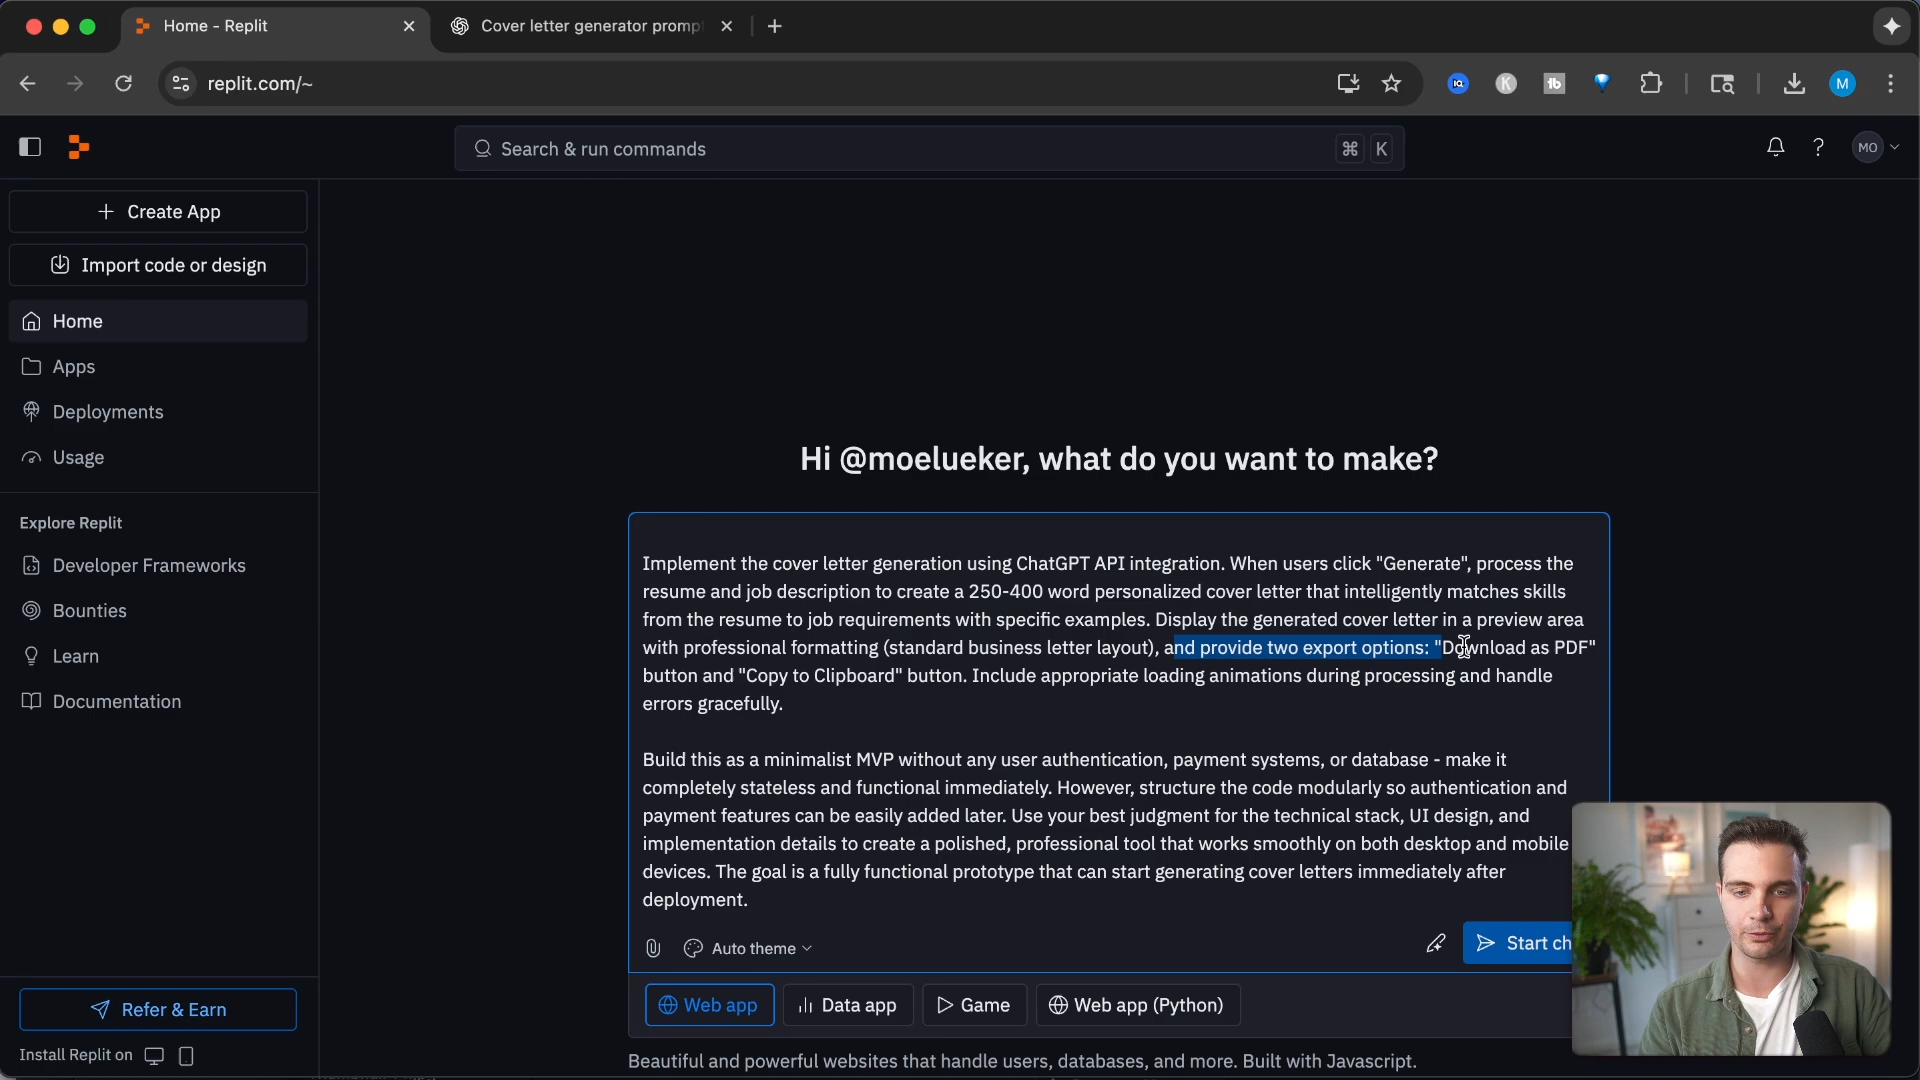 Home - Replit
Cover letter generator promp
replit.com/~
IQ
K
tb
M
Search & run commands
⌘ K
?
MO
+ Create App
Import code or design
Home
Apps
Deployments
Usage
Explore Replit
Developer Frameworks
Bounties
Learn
Documentation
Hi @moelueker, what do you want to make?
Implement the cover letter generation using ChatGPT API integration. When users click "Generate", process the
resume and job description to create a 250-400 word personalized cover letter that intelligently matches skills
from the resume to job requirements with specific examples. Display the generated cover letter in a preview area
with professional formatting (standard business letter layout), and provide two export options: "Download as PDF"
button and "Copy to Clipboard" button. Include appropriate loading animations during processing and handle
errors gracefully.
Build this as a minimalist MVP without any user authentication, payment systems, or database - make it
completely stateless and functional immediately. However, structure the code modularly so authentication and
payment features can be easily added later. Use your best judgment for the technical stack, UI design, and
implementation details to create a polished, professional tool that works smoothly on both desktop and mobile
devices. The goal is a fully functional prototype that can start generating cover letters immediately after
deployment.
Auto theme
Start ch
Web app
Data app
Game
Web app (Python)
Beautiful and powerful websites that handle users, databases, and more. Built with Javascript.
Refer & Earn
Install Replit on